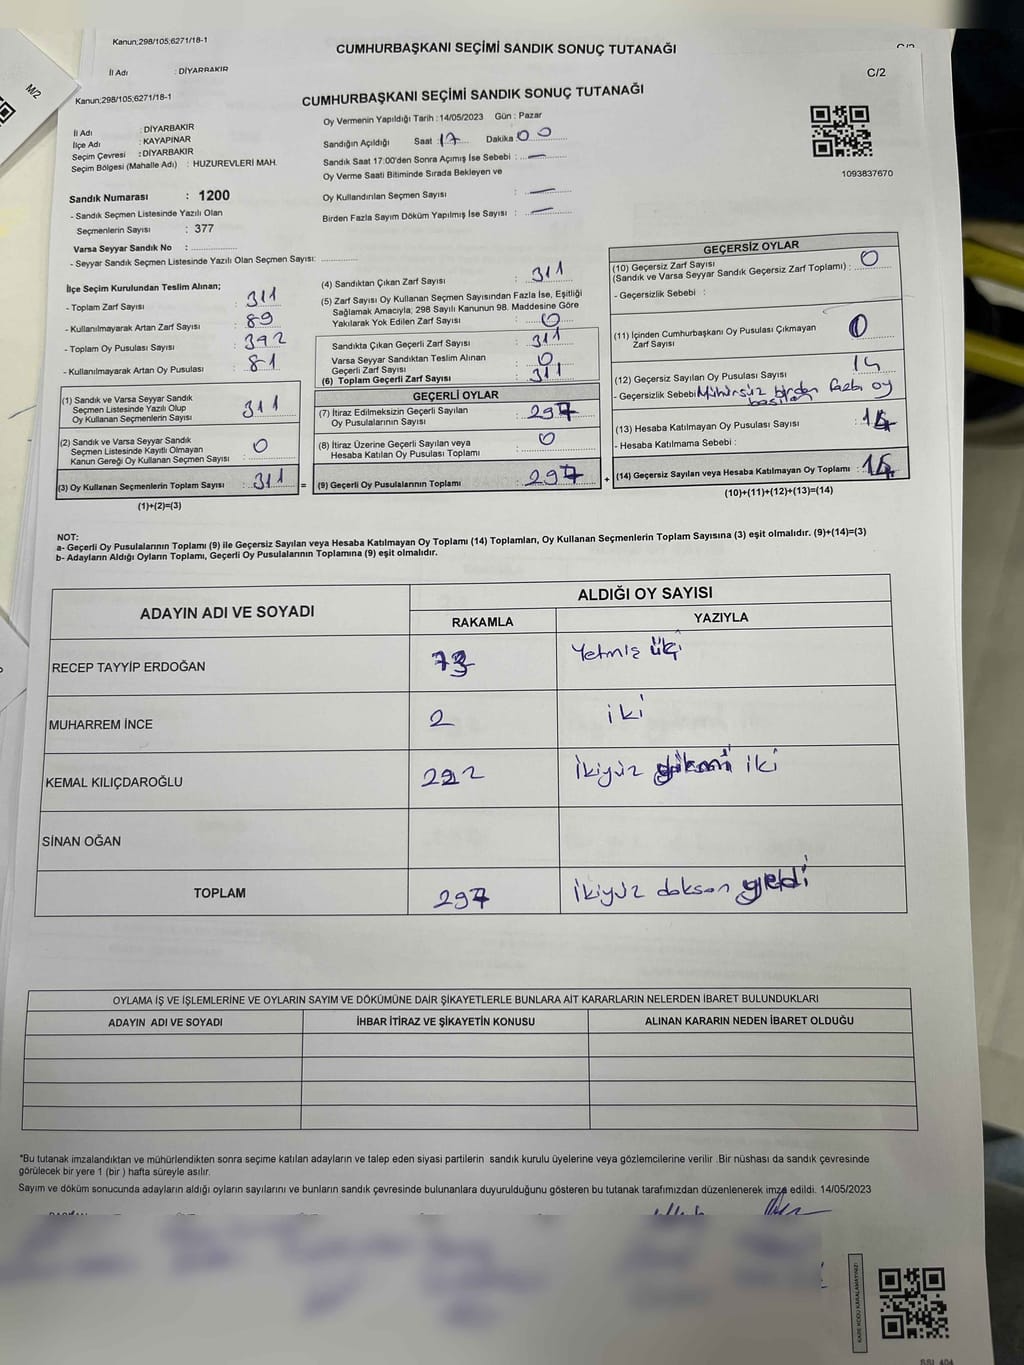 Kanun;298/105;6271/18-1
CUMHURBAŞKANI SEÇİMİ SANDIK SONUÇ TUTANAĞI
İl Adı : DİYARBAKIR
M/2
C/2
Kanun;298/105;6271/18-1
CUMHURBAŞKANI SEÇİMİ SANDIK SONUÇ TUTANAĞI
İl Adı : DİYARBAKIR
İlçe Adı : KAYAPINAR
Seçim Çevresi : DİYARBAKIR
Seçim Bölgesi (Mahalle Adı) : HUZUREVLERİ MAH.
Sandık Numarası : 1200
- Sandık Seçmen Listesinde Yazılı Olan
Seçmenlerin Sayısı : 377
Varsa Seyyar Sandık No :
- Seyyar Sandık Seçmen Listesinde Yazılı Olan Seçmen Sayısı:
Oy Vermenin Yapıldığı Tarih : 14/05/2023 Gün : Pazar
Sandığın Açıldığı Saat : 17 Dakika 00
Sandık Saat 17:00'den Sonra Açımış İse Sebebi : —
Oy Verme Saati Bitiminde Sırada Bekleyen ve
Oy Kullandırılan Seçmen Sayısı : —
Birden Fazla Sayım Döküm Yapılmış İse Sayısı : —
1093837670
İlçe Seçim Kurulundan Teslim Alınan;
- Toplam Zarf Sayısı : 311
- Kullanılmayarak Artan Zarf Sayısı : 89
- Toplam Oy Pusulası Sayısı : 392
- Kullanılmayarak Artan Oy Pusulası : 81
(1) Sandık ve Varsa Seyyar Sandık
Seçmen Listesinde Yazılı Olup
Oy Kullanan Seçmenlerin Sayısı : 311
(2) Sandık ve Varsa Seyyar Sandık
Seçmen Listesinde Kayıtlı Olmayan
Kanun Gereği Oy Kullanan Seçmen Sayısı : 0
(3) Oy Kullanan Seçmenlerin Toplam Sayısı : 311
(1)+(2)=(3)
(4) Sandıktan Çıkan Zarf Sayısı : 311
(5) Zarf Sayısı Oy Kullanan Seçmen Sayısından Fazla İse, Eşitliği
Sağlamak Amacıyla; 298 Sayılı Kanunun 98. Maddesine Göre
Yakılarak Yok Edilen Zarf Sayısı : 0
Sandıkta Çıkan Geçerli Zarf Sayısı : 311
Varsa Seyyar Sandıktan Teslim Alınan
Geçerli Zarf Sayısı : 0
(6) Toplam Geçerli Zarf Sayısı : 311
GEÇERLİ OYLAR
(7) İtiraz Edilmeksizin Geçerli Sayılan
Oy Pusulalarının Sayısı : 297
(8) İtiraz Üzerine Geçerli Sayılan veya
Hesaba Katılan Oy Pusulası Toplamı : 0
= (9) Geçerli Oy Pusulalarının Toplamı : 297 +
GEÇERSİZ OYLAR
(10) Geçersiz Zarf Sayısı
(Sandık ve Varsa Seyyar Sandık Geçersiz Zarf Toplamı) : 0
- Geçersizlik Sebebi :
(11) İçinden Cumhurbaşkanı Oy Pusulası Çıkmayan
Zarf Sayısı : 0
(12) Geçersiz Sayılan Oy Pusulası Sayısı : 14
- Geçersizlik Sebebi Mühürsüz birden fazla oy
(13) Hesaba Katılmayan Oy Pusulası Sayısı : 14
- Hesaba Katılmama Sebebi :
(14) Geçersiz Sayılan veya Hesaba Katılmayan Oy Toplamı : 14
(10)+(11)+(12)+(13)=(14)
NOT:
a- Geçerli Oy Pusulalarının Toplamı (9) ile Geçersiz Sayılan veya Hesaba Katılmayan Oy Toplamı (14) Toplamları, Oy Kullanan Seçmenlerin Toplam Sayısına (3) eşit olmalıdır. (9)+(14)=(3)
b- Adayların Aldığı Oyların Toplamı, Geçerli Oy Pusulalarının Toplamına (9) eşit olmalıdır.
ADAYIN ADI VE SOYADI
ALDIĞI OY SAYISI
RAKAMLA YAZIYLA
RECEP TAYYİP ERDOĞAN 73 Yetmiş üç
MUHARREM İNCE 2 iki
KEMAL KILIÇDAROĞLU 222 İkiyüz yirmi iki
SİNAN OĞAN
TOPLAM 297 İkiyüz doksan yedi
OYLAMA İŞ VE İŞLEMLERİNE VE OYLARIN SAYIM VE DÖKÜMÜNE DAİR ŞİKAYETLERLE BUNLARA AİT KARARLARIN NELERDEN İBARET BULUNDUKLARI
ADAYIN ADI VE SOYADI İHBAR İTİRAZ VE ŞİKAYETİN KONUSU ALINAN KARARIN NEDEN İBARET OLDUĞU
*Bu tutanak imzalandıktan ve mühürlendikten sonra seçime katılan adayların ve talep eden siyasi partilerin sandık kurulu üyelerine veya gözlemcilerine verilir .Bir nüshası da sandık çevresinde
görülecek bir yere 1 (bir ) hafta süreyle asılır.
Sayım ve döküm sonucunda adayların aldığı oyların sayılarını ve bunların sandık çevresinde bulunanlara duyurulduğunu gösteren bu tutanak tarafımızdan düzenlenerek imza edildi. 14/05/2023
KARE KODU KARALAMAYINIZ!